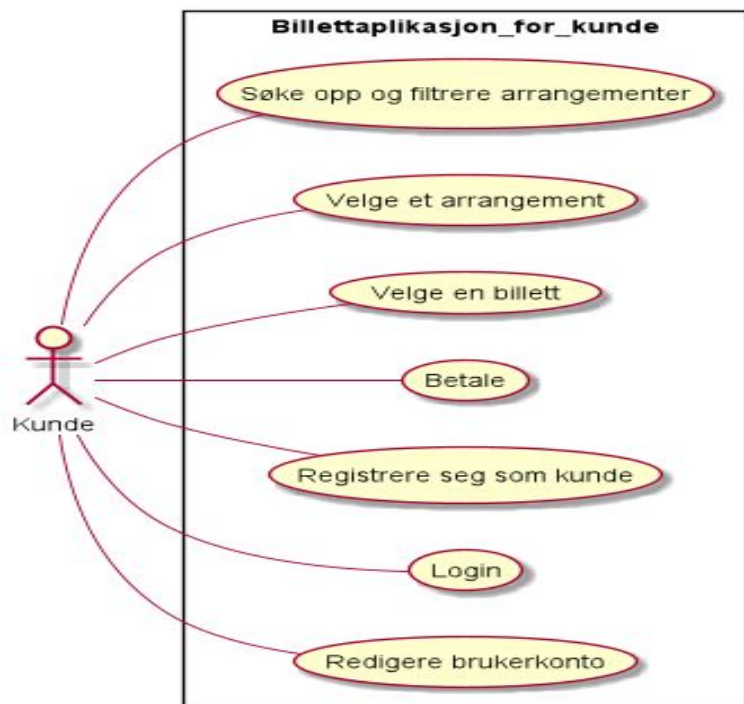 Billettaplikasjon_for_kunde
Søke opp og filtrere arrangementer
Velge et arrangement
Velge en billett
Betale
Kunde
Registrere seg som kunde
Login
Redigere brukerkonto